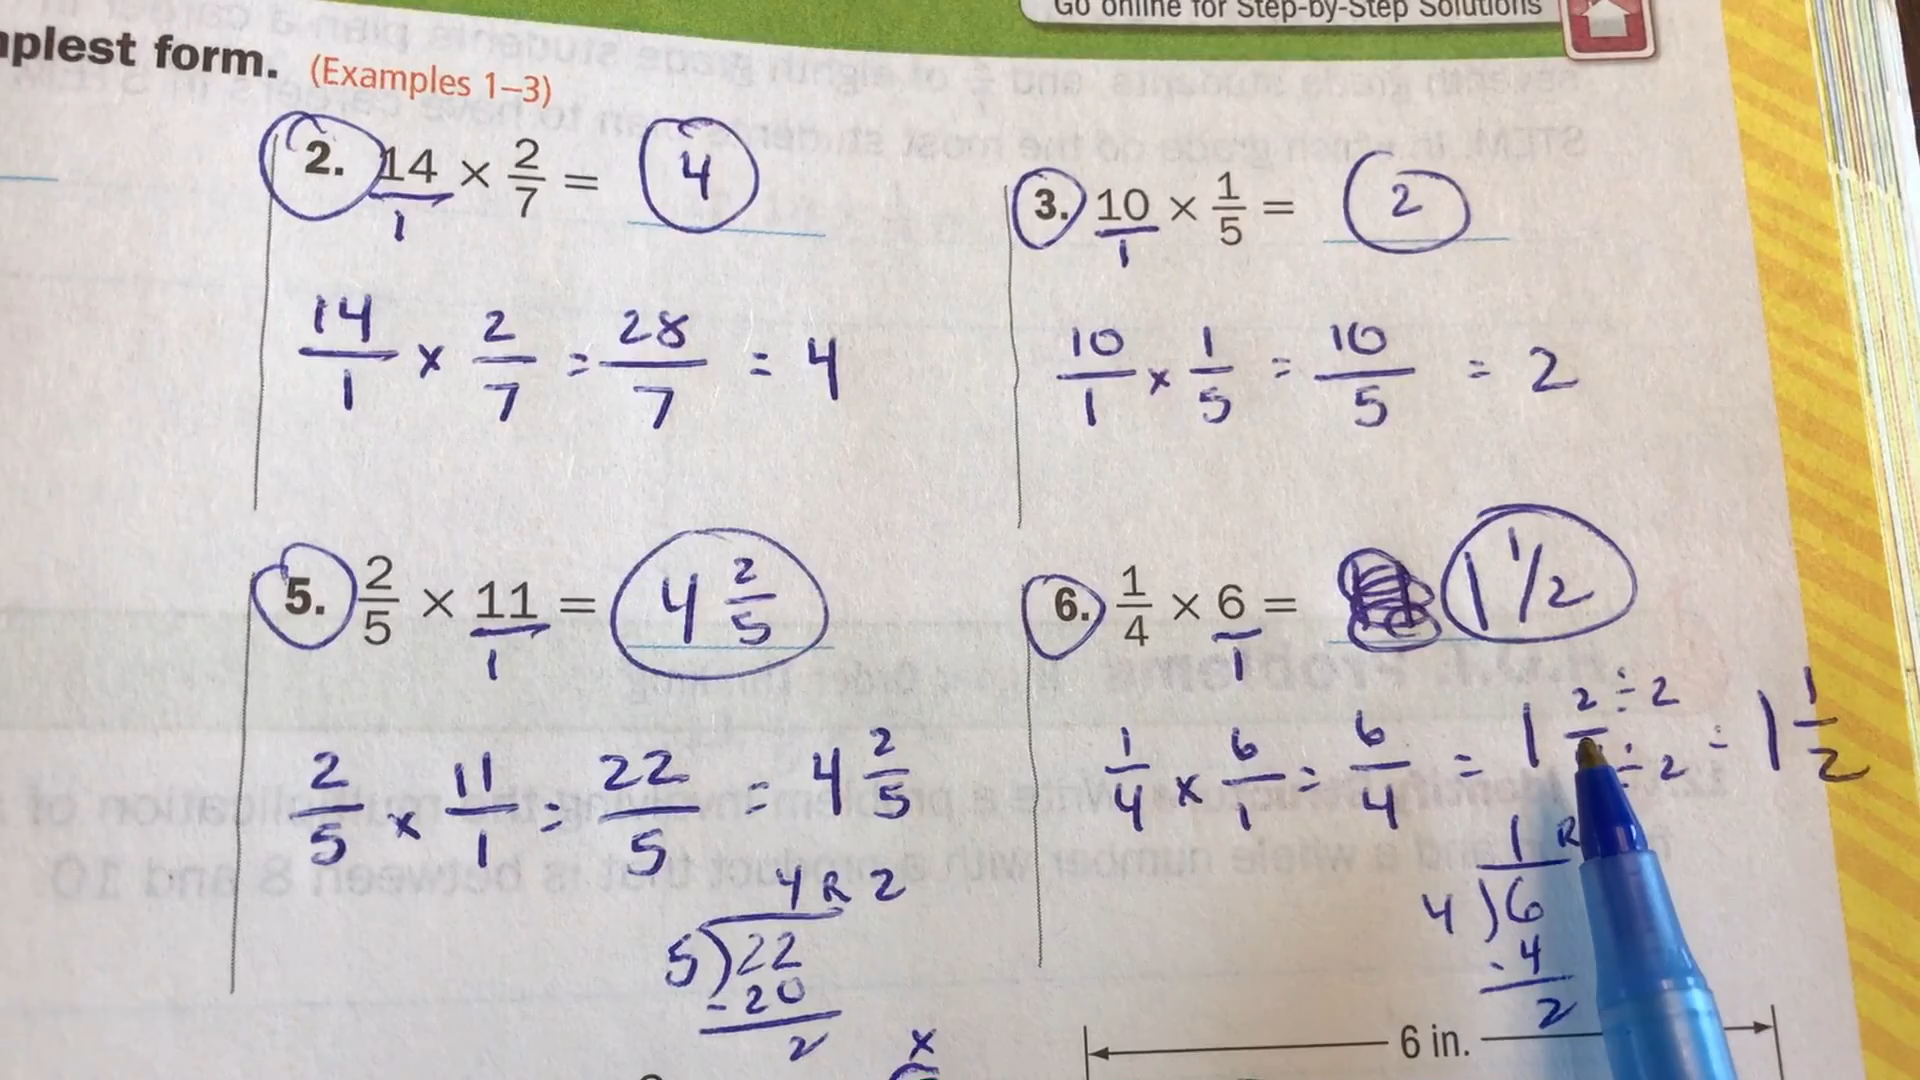 Go online for Step-by-Step Solutions
mplest form. (Examples 1–3)
2. 14/1 × 2/7 = 4
14/1 × 2/7 = 28/7 = 4
3. 10/1 × 1/5 = 2
10/1 × 1/5 = 10/5 = 2
5. 2/5 × 11/1 = 4 2/5
2/5 × 11/1 = 22/5 = 4 2/5
4 R 2
5)22
-20
2
6. 1/4 × 6/1 = 1 1/2
1/4 × 6/1 = 6/4 = 1 2 ÷ 2 / ÷ 2 = 1 1/2
1 R
4)6
-4
2
x
6 in.